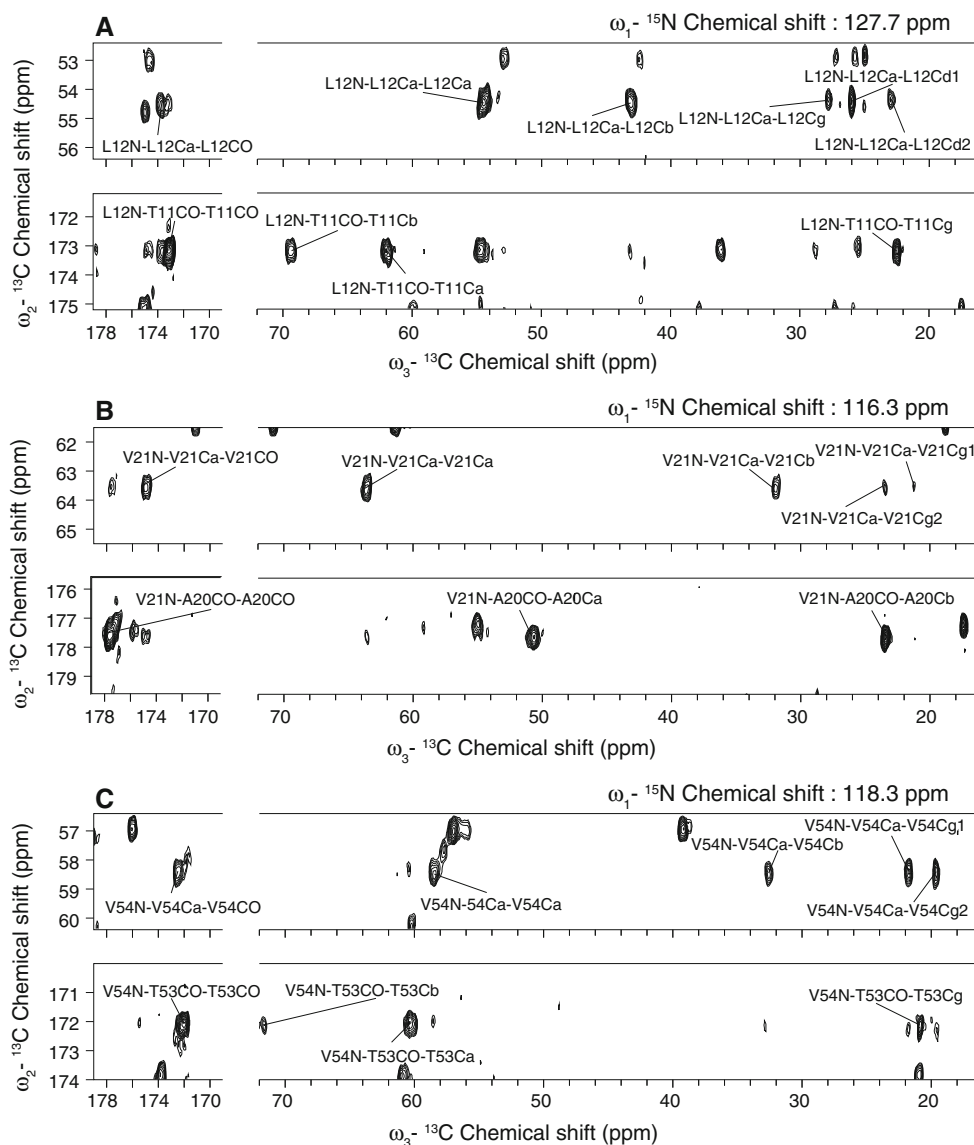 A
ω1- 15N Chemical shift : 127.7 ppm
53
54
55
56
L12N-L12Ca-L12Ca
L12N-L12Ca-L12Cd1
L12N-L12Ca-L12CO
L12N-L12Ca-L12Cb
L12N-L12Ca-L12Cg
L12N-L12Ca-L12Cd2
172
173
174
175
L12N-T11CO-T11CO
L12N-T11CO-T11Cb
L12N-T11CO-T11Cg
L12N-T11CO-T11Ca
ω2- 13C Chemical shift (ppm)
178 174 170 70 60 50 40 30 20
ω3- 13C Chemical shift (ppm)
B
ω1- 15N Chemical shift : 116.3 ppm
62
63
64
65
V21N-V21Ca-V21CO
V21N-V21Ca-V21Ca
V21N-V21Ca-V21Cb
V21N-V21Ca-V21Cg1
V21N-V21Ca-V21Cg2
176
177
178
179
V21N-A20CO-A20CO
V21N-A20CO-A20Ca
V21N-A20CO-A20Cb
ω2- 13C Chemical shift (ppm)
178 174 170 70 60 50 40 30 20
ω3- 13C Chemical shift (ppm)
C
ω1- 15N Chemical shift : 118.3 ppm
57
58
59
60
V54N-V54Ca-V54Cg1
V54N-V54Ca-V54Cb
V54N-V54Ca-V54CO
V54N-54Ca-V54Ca
V54N-V54Ca-V54Cg2
171
172
173
174
V54N-T53CO-T53CO
V54N-T53CO-T53Cb
V54N-T53CO-T53Cg
V54N-T53CO-T53Ca
ω2- 13C Chemical shift (ppm)
178 174 170 70 60 50 40 30 20
ω3- 13C Chemical shift (ppm)